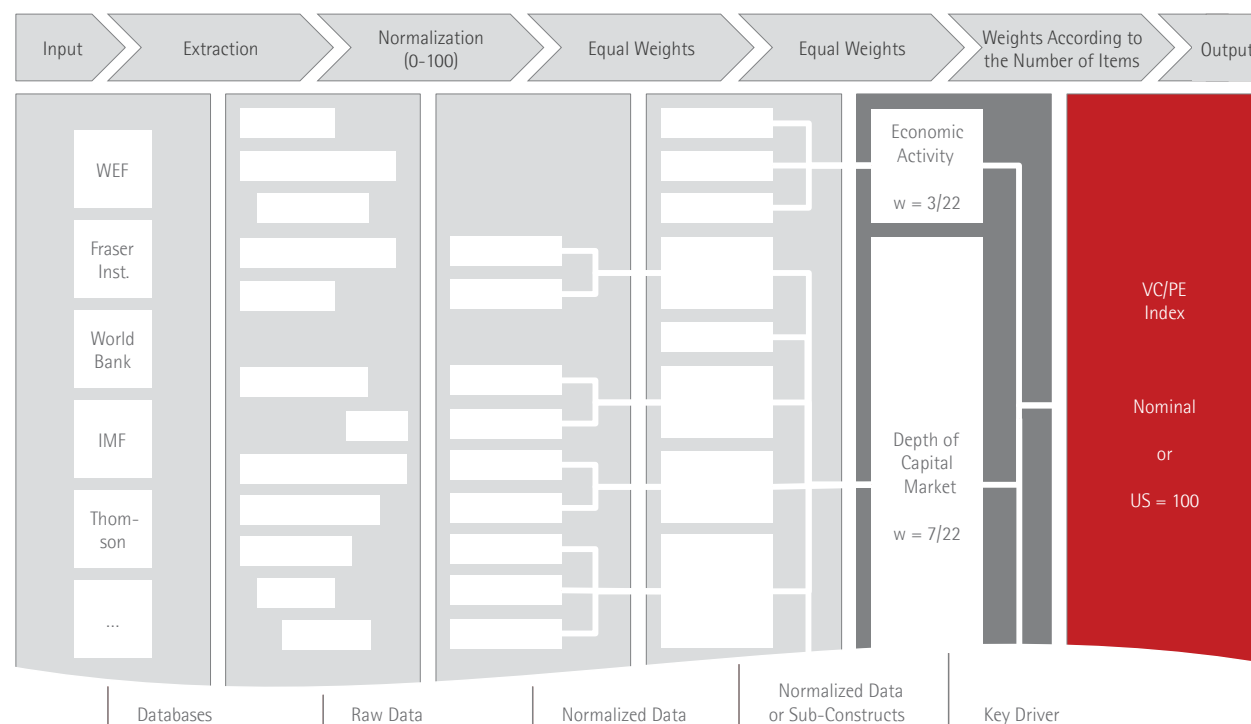 Input
Extraction
Normalization
(0-100)
Equal Weights
Equal Weights
Weights According to
the Number of Items
Output
WEF
Fraser
Inst.
World
Bank
IMF
Thom-
son
...
Economic
Activity
w = 3/22
Depth of
Capital
Market
w = 7/22
VC/PE
Index
Nominal
or
US = 100
Databases
Raw Data
Normalized Data
Normalized Data
or Sub-Constructs
Key Driver